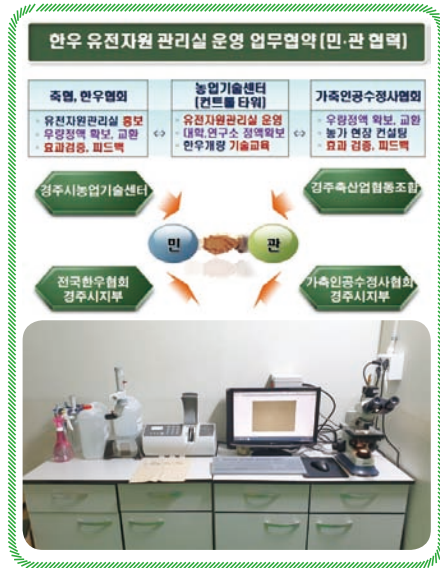 한우 유전자원 관리실 운영 업무협약(민·관 협력)
축협, 한우협회
◦ 유전자원관리실 홍보
◦ 우량정액 확보, 교환
◦ 효과검증, 피드백
⇔
농업기술센터
(컨트롤 타워)
◦ 유전자원관리실 운영
◦ 대학,연구소 정액확보
◦ 한우개량 기술교육
⇔
가축인공수정사협회
◦ 우량정액 확보, 교환
◦ 농가 현장 컨설팅
◦ 효과 검증, 피드백
경주시농업기술센터
경주축산업협동조합
민
관
전국한우협회
경주시지부
가축인공수정사협회
경주시지부